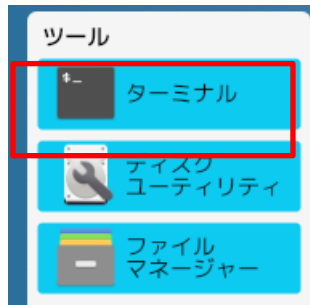 ツール
$_
ターミナル
ディスク
ユーティリティ
ファイル
マネージャー